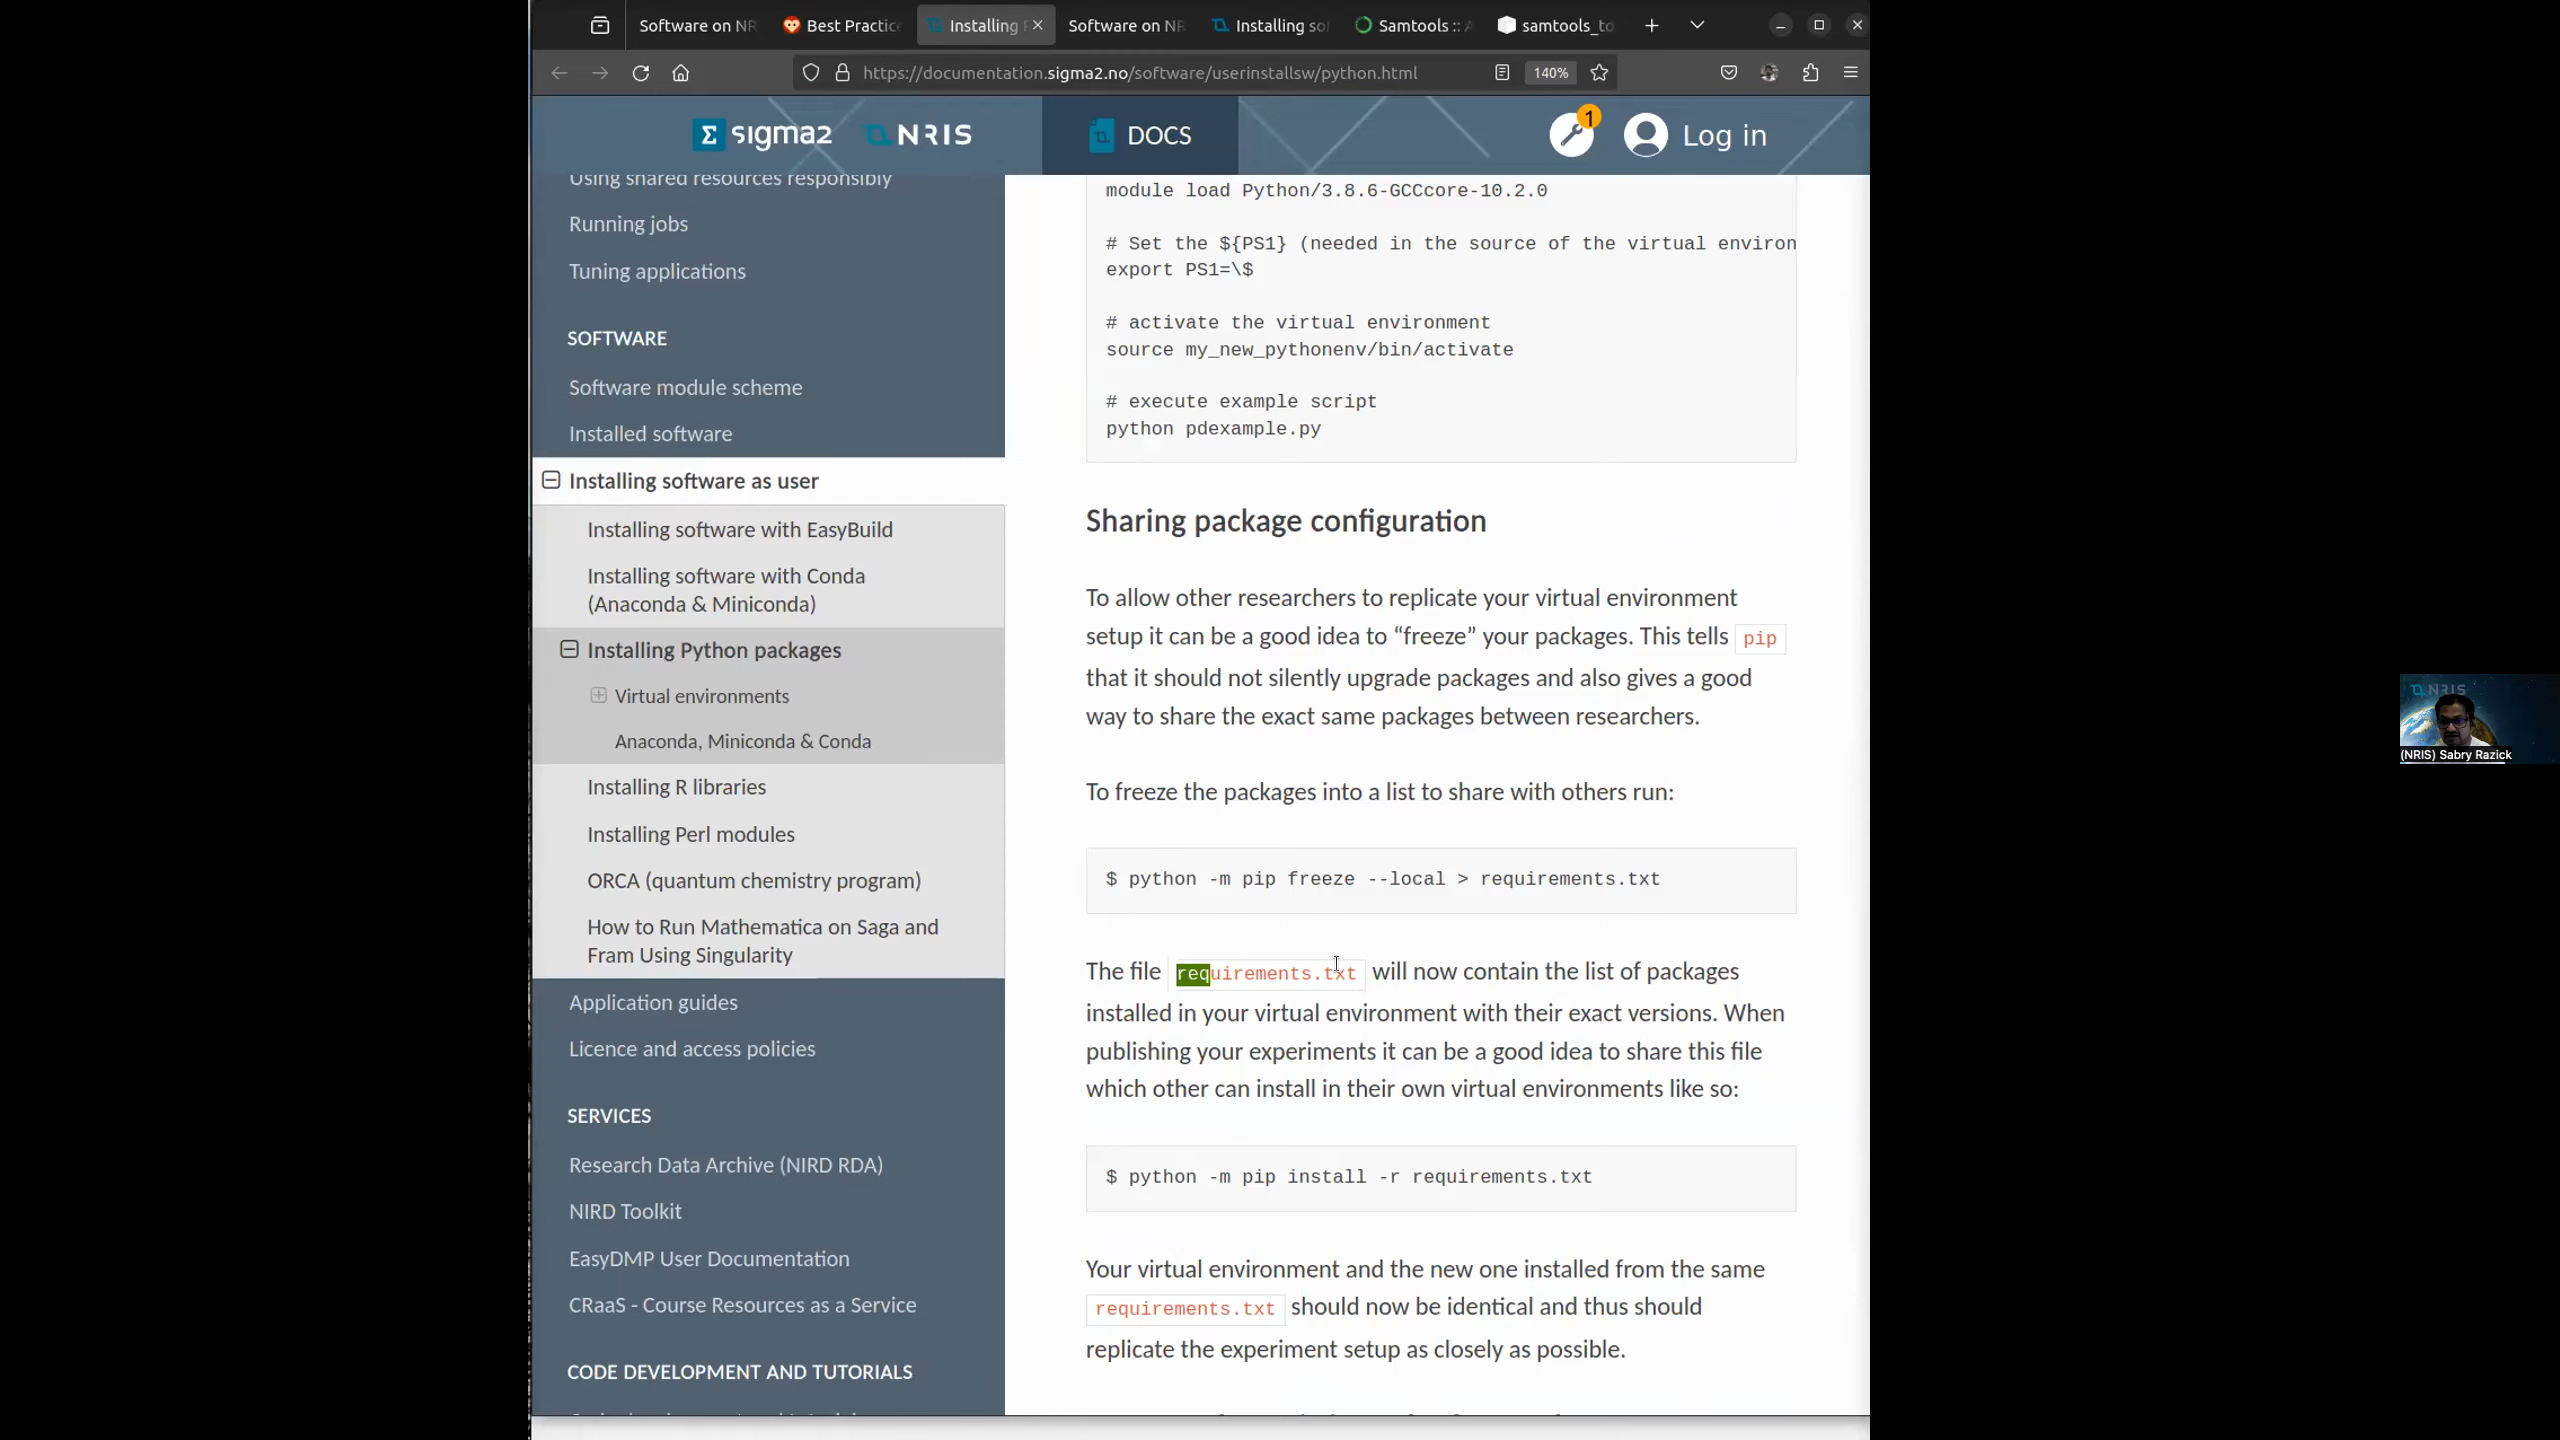 Software on NR
Best Practice
Installing
Software on NR
Installing so
Samtools :: A
samtools_to
https://documentation.sigma2.no/software/userinstallsw/python.html
140%
Σ sigma2
NRIS
DOCS
1
Log in
Using shared resources responsibly
Running jobs
Tuning applications
SOFTWARE
Software module scheme
Installed software
Installing software as user
Installing software with EasyBuild
Installing software with Conda
(Anaconda & Miniconda)
Installing Python packages
Virtual environments
Anaconda, Miniconda & Conda
Installing R libraries
Installing Perl modules
ORCA (quantum chemistry program)
How to Run Mathematica on Saga and
Fram Using Singularity
Application guides
Licence and access policies
SERVICES
Research Data Archive (NIRD RDA)
NIRD Toolkit
EasyDMP User Documentation
CRaaS - Course Resources as a Service
CODE DEVELOPMENT AND TUTORIALS
module load Python/3.8.6-GCCcore-10.2.0
# Set the ${PS1} (needed in the source of the virtual environ
export PS1=\$
# activate the virtual environment
source my_new_pythonenv/bin/activate
# execute example script
python pdexample.py
Sharing package configuration
To allow other researchers to replicate your virtual environment
setup it can be a good idea to “freeze” your packages. This tells pip
that it should not silently upgrade packages and also gives a good
way to share the exact same packages between researchers.
To freeze the packages into a list to share with others run:
$ python -m pip freeze --local > requirements.txt
The file requirements.txt will now contain the list of packages
installed in your virtual environment with their exact versions. When
publishing your experiments it can be a good idea to share this file
which other can install in their own virtual environments like so:
$ python -m pip install -r requirements.txt
Your virtual environment and the new one installed from the same
requirements.txt should now be identical and thus should
replicate the experiment setup as closely as possible.
NRIS
(NRIS) Sabry Razick